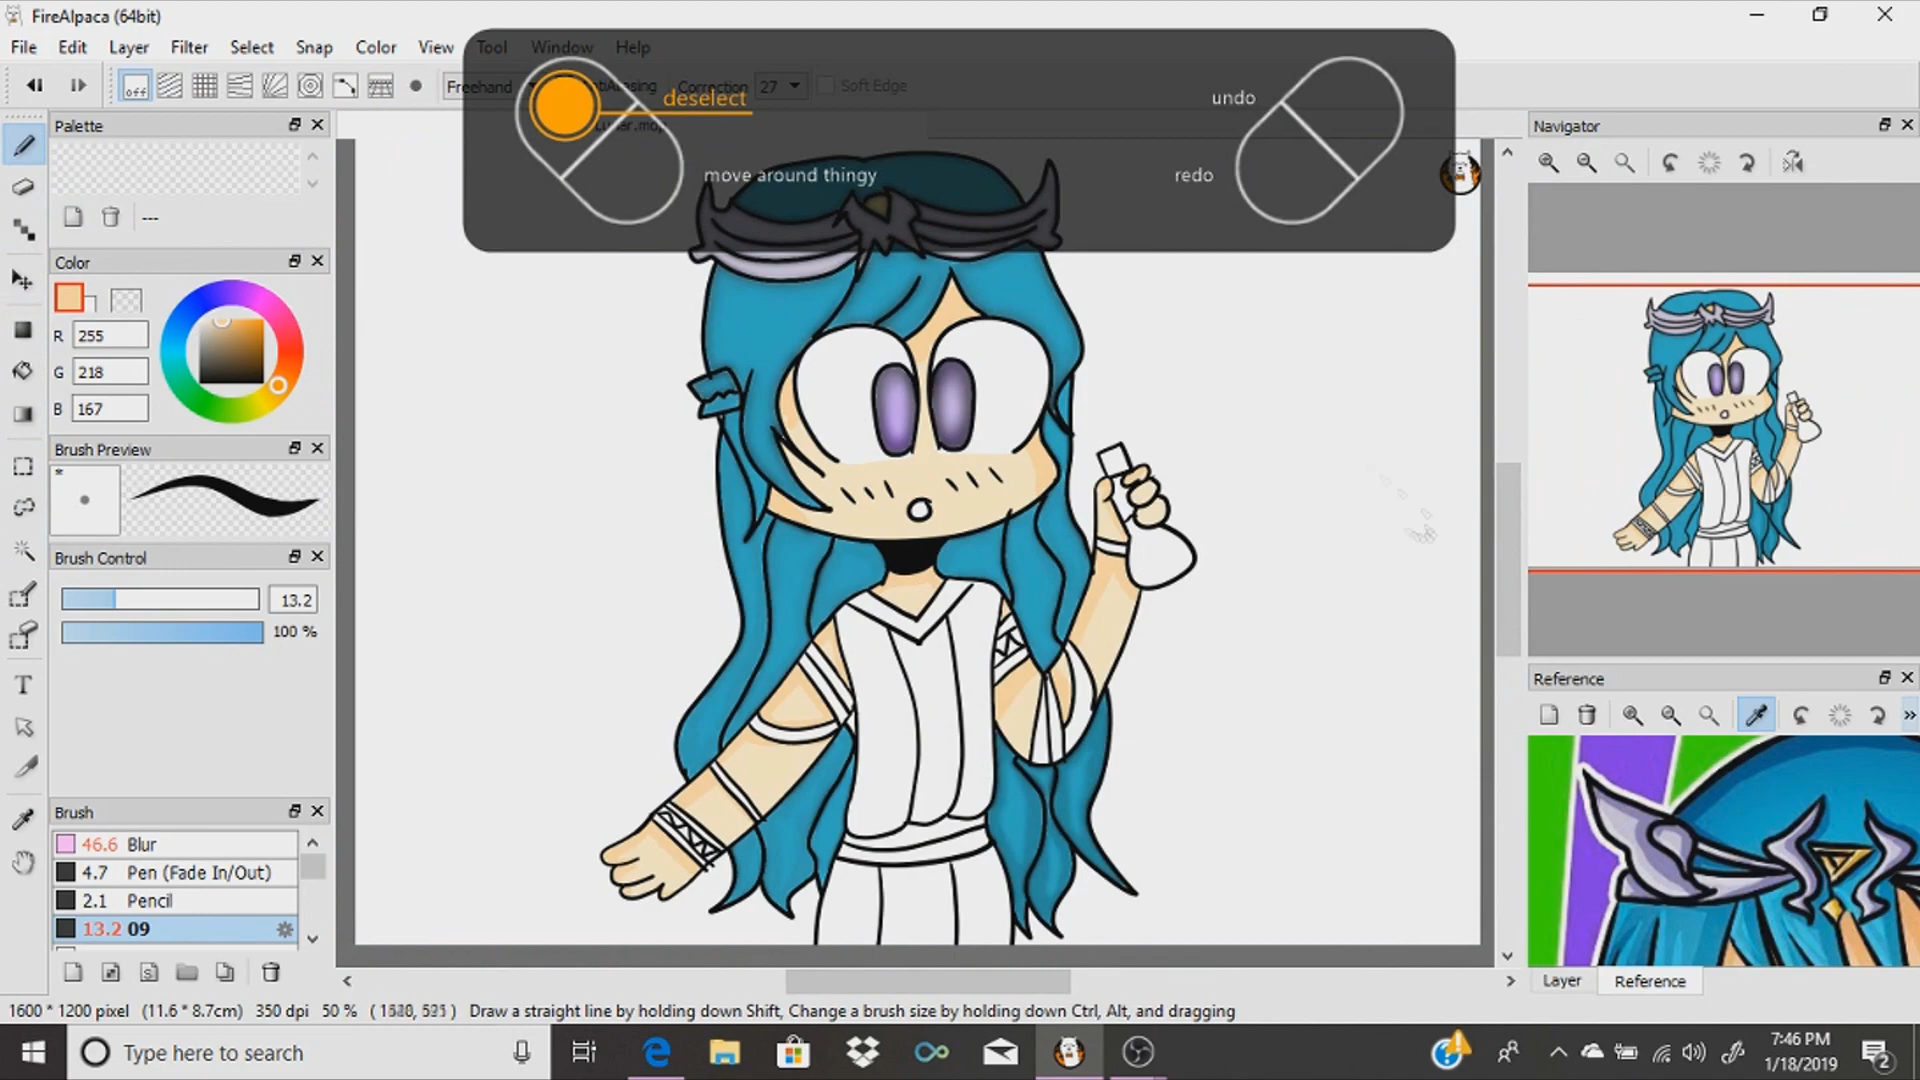 FireAlpaca (64bit)
File Edit Layer Filter Select Snap Color View Tool Window Help
off Freehand Correction 27 Soft Edge
deselect
undo
move around thingy
redo
Palette
---
Color
R 255
G 218
B 167
Brush Preview
*
Brush Control
13.2
100 %
T
Brush
46.6 Blur
4.7 Pen (Fade In/Out)
2.1 Pencil
13.2 09
Navigator
Reference
»
Layer Reference
1600 * 1200 pixel (11.6 * 8.7cm) 350 dpi 50 % Draw a straight line by holding down Shift, Change a brush size by holding down Ctrl, Alt, and dragging
Type here to search
7:46 PM
1/18/2019
2